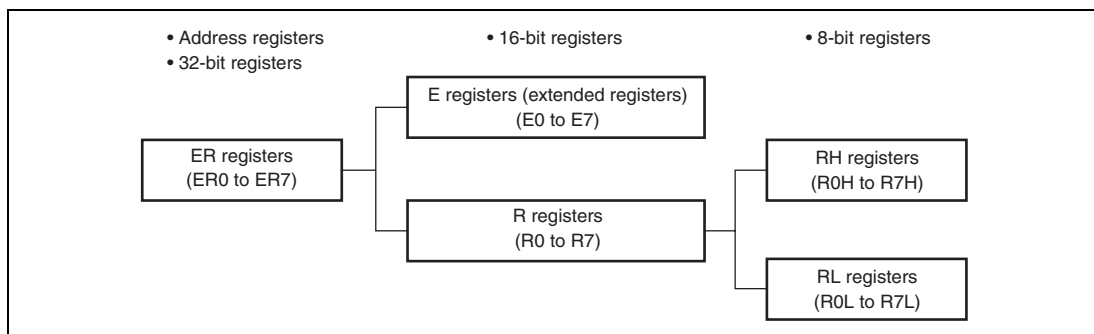 • Address registers
• 32-bit registers
• 16-bit registers
• 8-bit registers
E registers (extended registers)
(E0 to E7)
ER registers
(ER0 to ER7)
RH registers
(R0H to R7H)
R registers
(R0 to R7)
RL registers
(R0L to R7L)